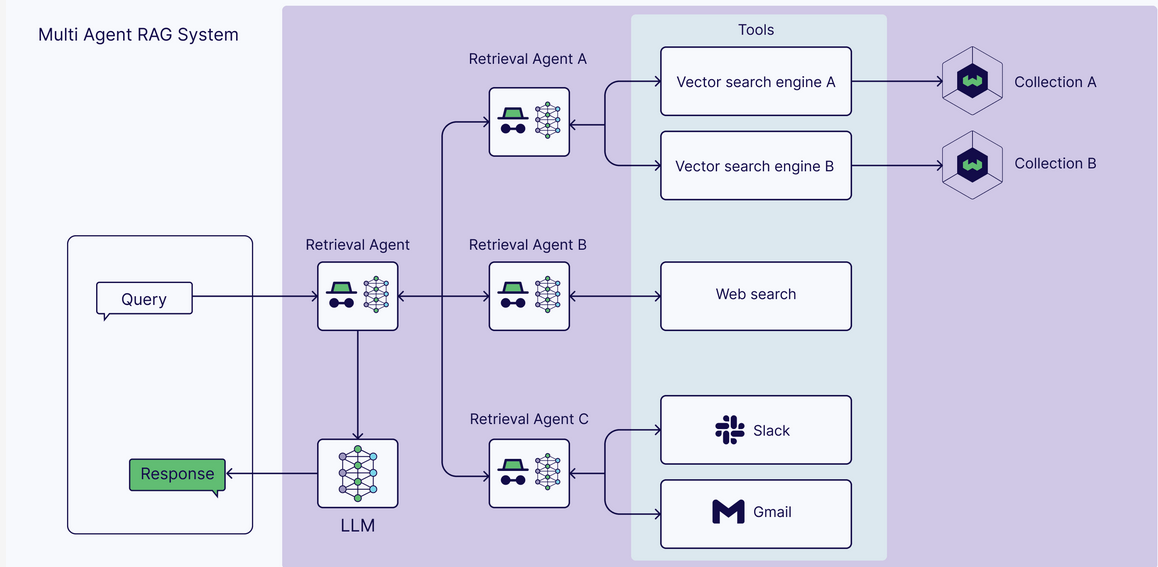 Multi Agent RAG System
Tools
Retrieval Agent A
Vector search engine A
Collection A
Vector search engine B
Collection B
Retrieval Agent
Retrieval Agent B
Query
Web search
Retrieval Agent C
Slack
Response
Gmail
LLM